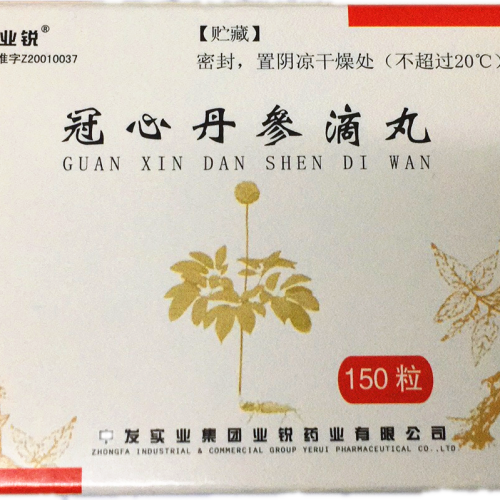 业锐®
准字Z20010037
【贮藏】
密封，置阴凉干燥处（不超过20℃）
冠心丹參滴丸
GUAN XIN DAN SHEN DI WAN
150粒
中发实业集团业锐药业有限公司
ZHONGFA INDUSTRIAL & COMMERCIAL GROUP YERUI PHARMACEUTICAL CO.,LTD